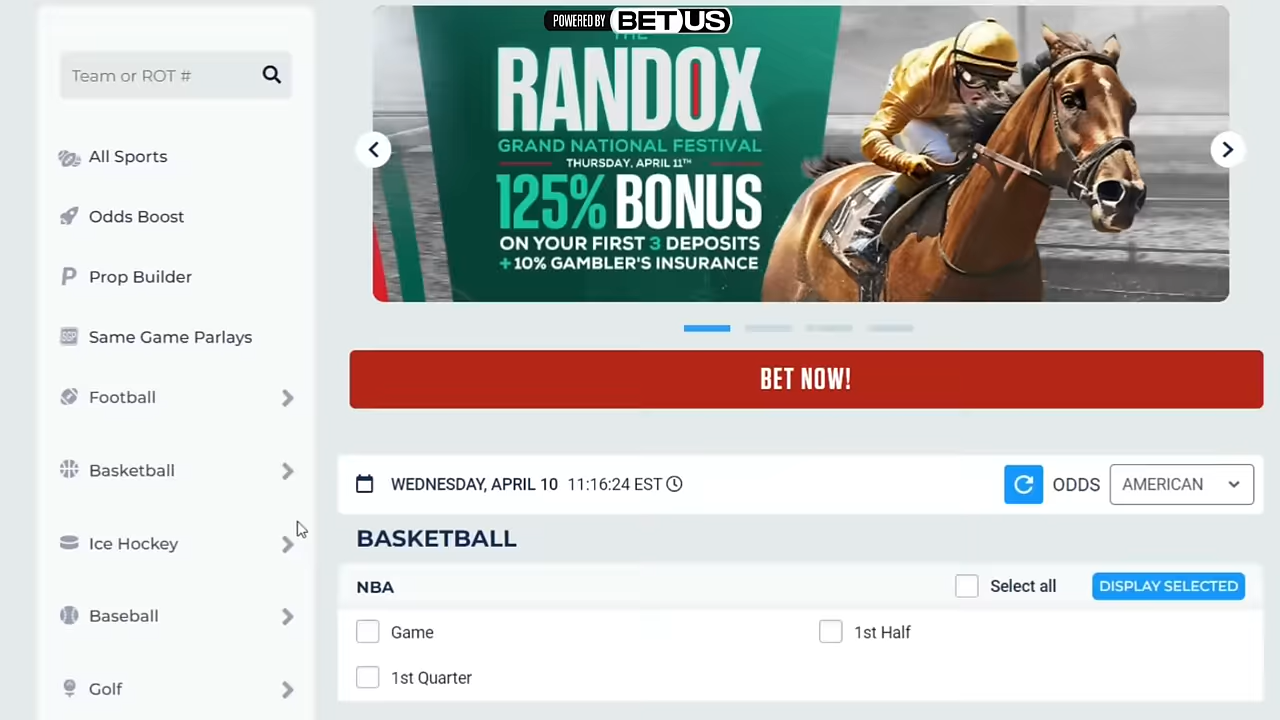 POWERED BY BETUS
Team or ROT #
All Sports
Odds Boost
Prop Builder
Same Game Parlays
Football
Basketball
Ice Hockey
Baseball
Golf
THE
RANDOX
GRAND NATIONAL FESTIVAL
THURSDAY, APRIL 11TH
125% BONUS
ON YOUR FIRST 3 DEPOSITS
+10% GAMBLER'S INSURANCE
BET NOW!
WEDNESDAY, APRIL 10 11:16:24 EST
ODDS AMERICAN
BASKETBALL
NBA
Select all
DISPLAY SELECTED
Game
1st Half
1st Quarter